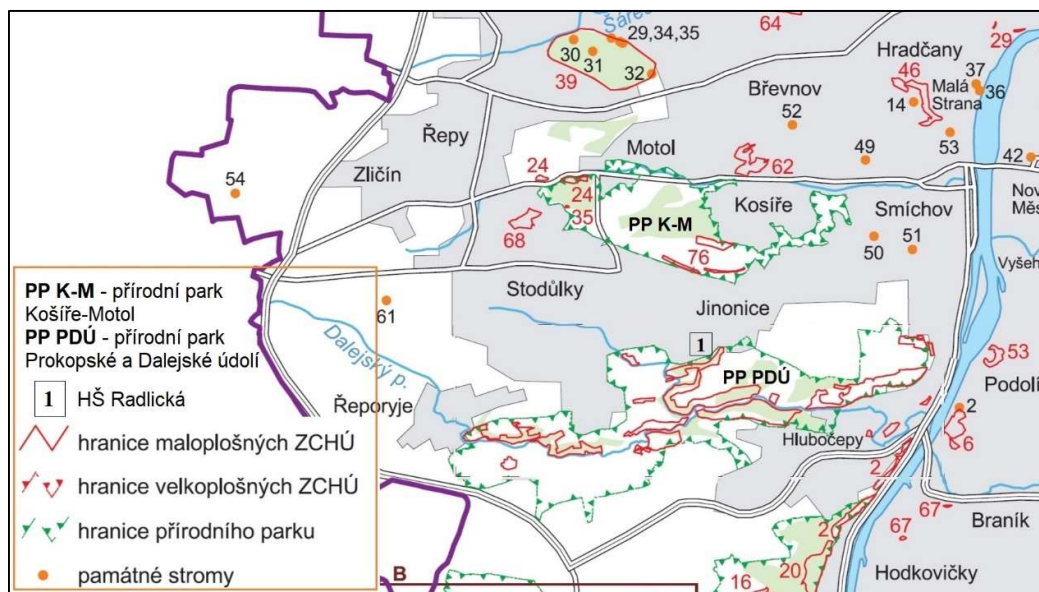 Šárec
64
29
29,34,35
30
31
39
32
Hradčany
46
37
36
Malá
Strana
14
Břevnov
52
53
Řepy
Motol
49
42
Zličín
24
62
Nov
Měs
54
24
35
68
PP K-M
Košíře
Smíchov
50
51
76
Vyšeh
Stodůlky
Jinonice
61
Dalejský p.
1
PP PDÚ
53
Podolí
Řeporyje
2
Hlubočepy
6
2
67
67
Braník
20
20
16
Hodkovičky
B
PP K-M - přírodní park
Košíře-Motol
PP PDÚ - přírodní park
Prokopské a Dalejské údolí
1 HŠ Radlická
hranice maloplošných ZCHÚ
hranice velkoplošných ZCHÚ
hranice přírodního parku
památné stromy